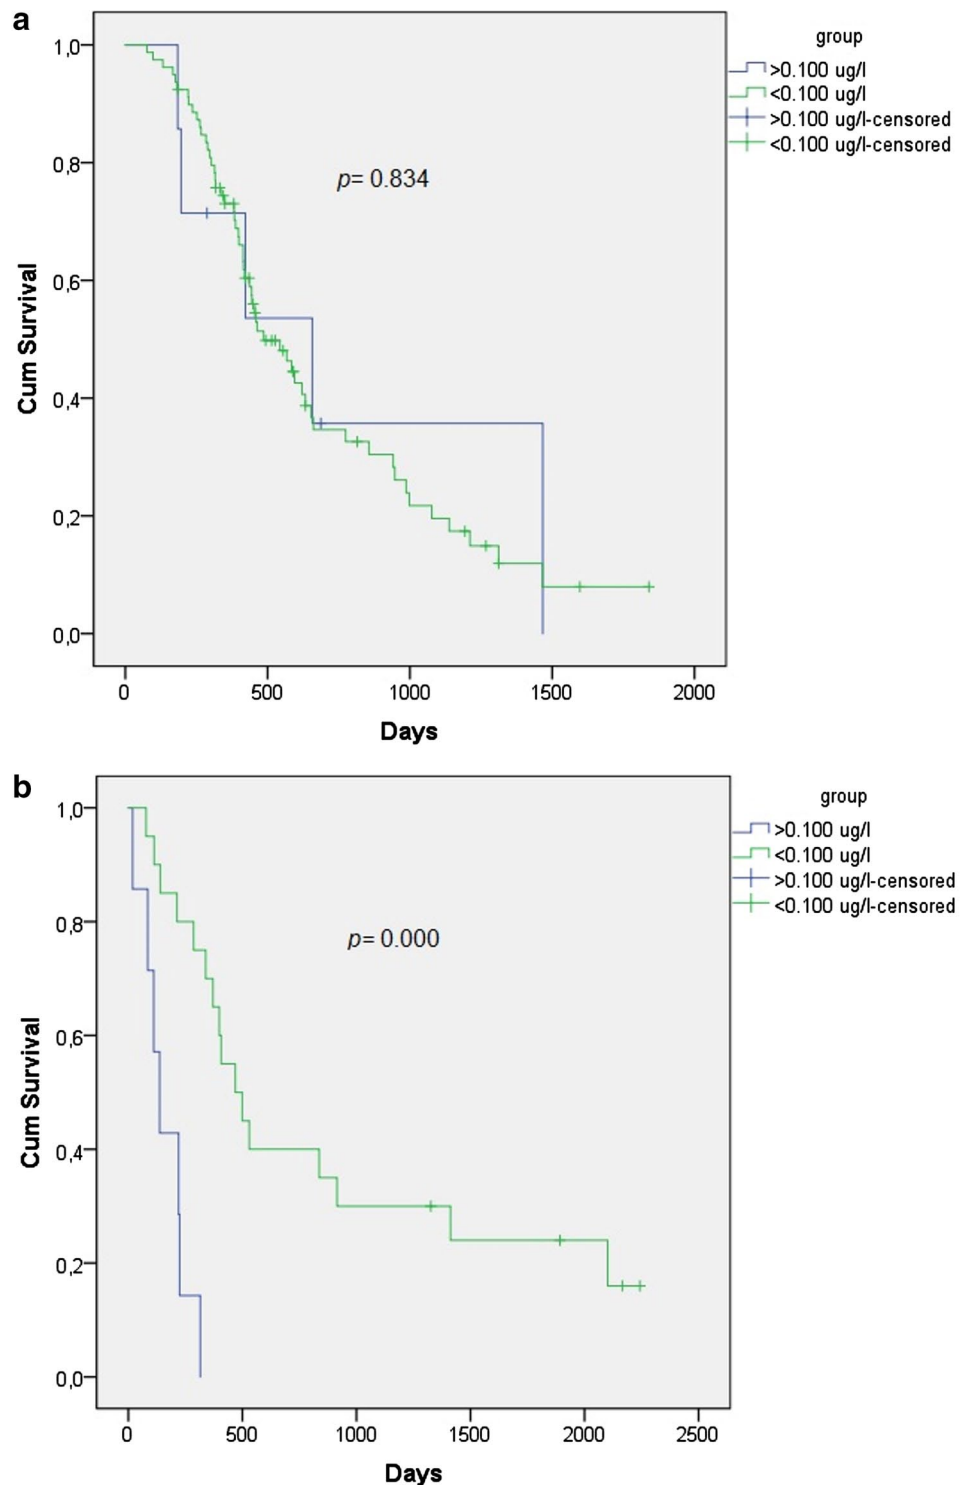 a
group
>0.100 ug/l
<0.100 ug/l
>0.100 ug/l-censored
<0.100 ug/l-censored
1,0
0,8
0,6
0,4
0,2
0,0
Cum Survival
p= 0.834
0 500 1000 1500 2000
Days
b
group
>0.100 ug/l
<0.100 ug/l
>0.100 ug/l-censored
<0.100 ug/l-censored
1,0
0,8
0,6
0,4
0,2
0,0
Cum Survival
p= 0.000
0 500 1000 1500 2000 2500
Days